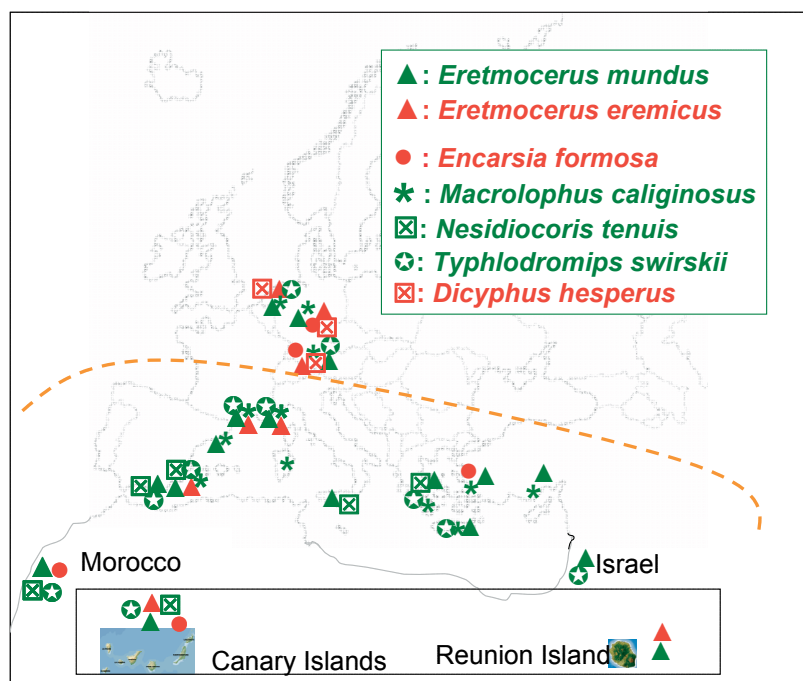 : Eretmocerus mundus
: Eretmocerus eremicus
: Encarsia formosa
: Macrolophus caliginosus
: Nesidiocoris tenuis
: Typhlodromips swirskii
: Dicyphus hesperus
Morocco
Israel
Canary Islands
Reunion Island